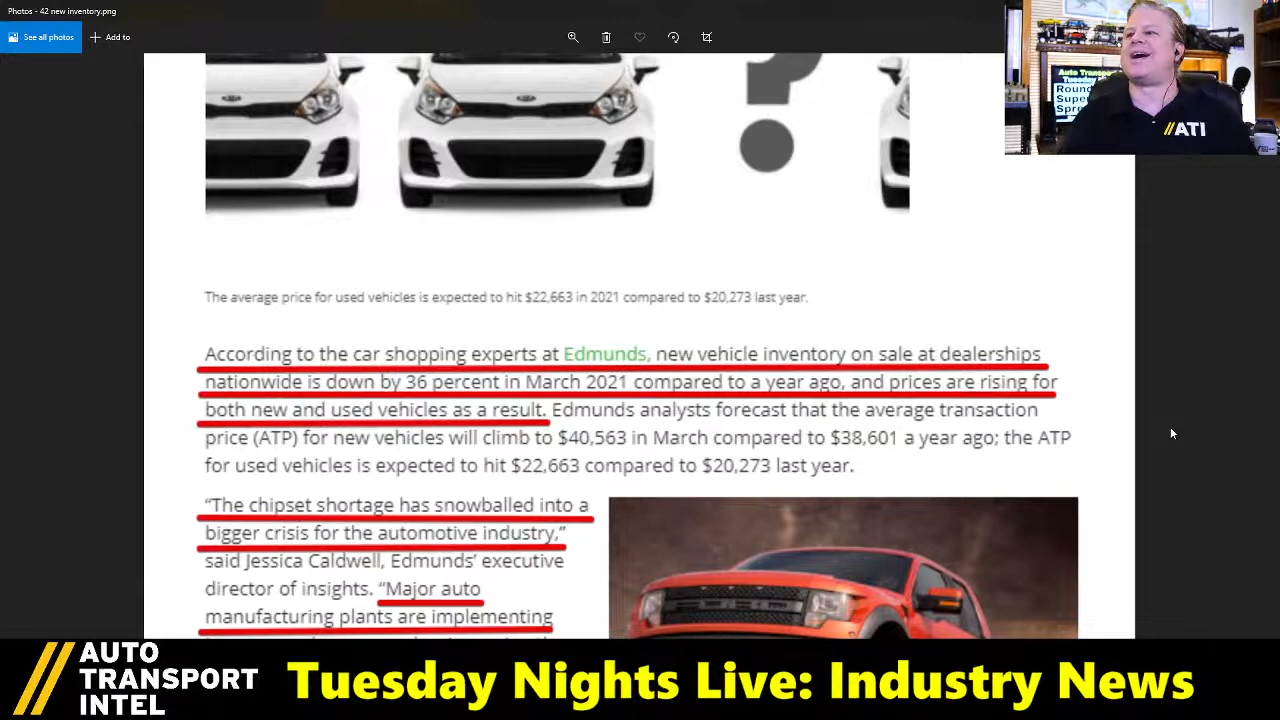 Photos - 42 new inventory.png
See all photos
Add to
Auto Transpor
Tuesday
Roun
Supe
Spr
//ATI
?
The average price for used vehicles is expected to hit $22,663 in 2021 compared to $20,273 last year.
According to the car shopping experts at Edmunds, new vehicle inventory on sale at dealerships
nationwide is down by 36 percent in March 2021 compared to a year ago, and prices are rising for
both new and used vehicles as a result. Edmunds analysts forecast that the average transaction
price (ATP) for new vehicles will climb to $40,563 in March compared to $38,601 a year ago; the ATP
for used vehicles is expected to hit $22,663 compared to $20,273 last year.
“The chipset shortage has snowballed into a
bigger crisis for the automotive industry,”
said Jessica Caldwell, Edmunds’ executive
director of insights. “Major auto
manufacturing plants are implementing
AUTO
TRANSPORT
INTEL
Tuesday Nights Live: Industry News